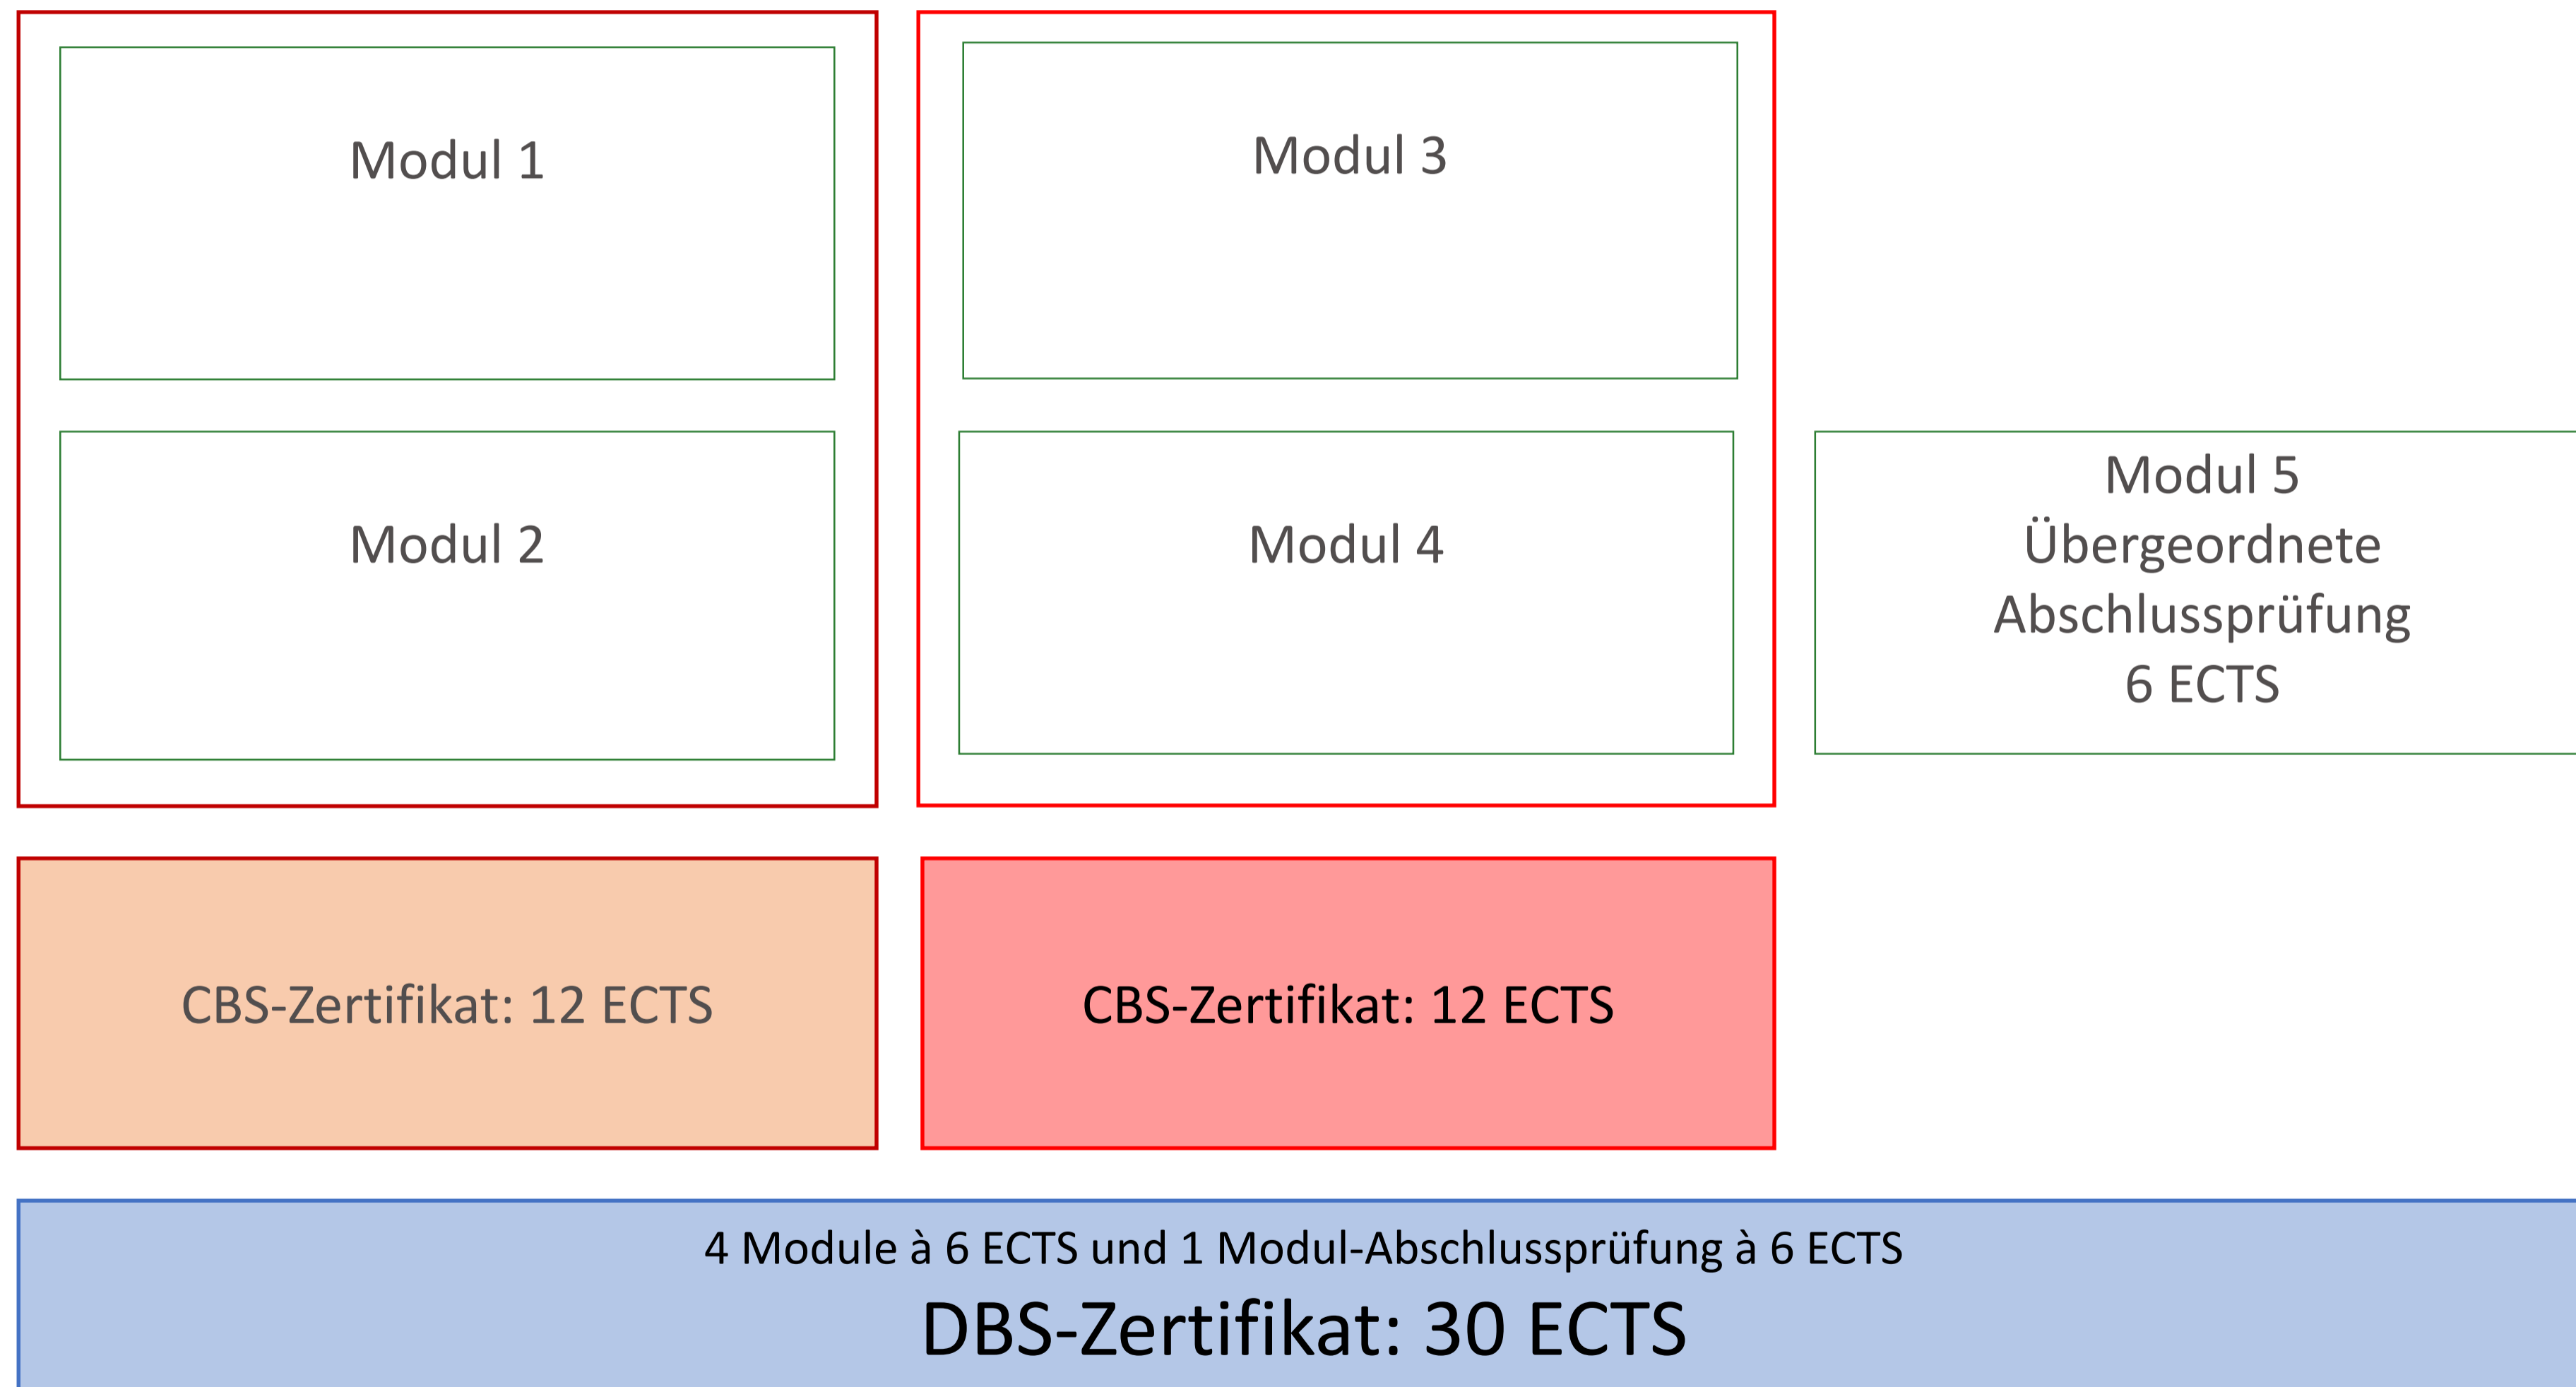 Modul 1
Modul 3
Modul 2
Modul 4
Modul 5
Übergeordnete
Abschlussprüfung
6 ECTS
CBS-Zertifikat: 12 ECTS
CBS-Zertifikat: 12 ECTS
4 Module à 6 ECTS und 1 Modul-Abschlussprüfung à 6 ECTS
DBS-Zertifikat: 30 ECTS